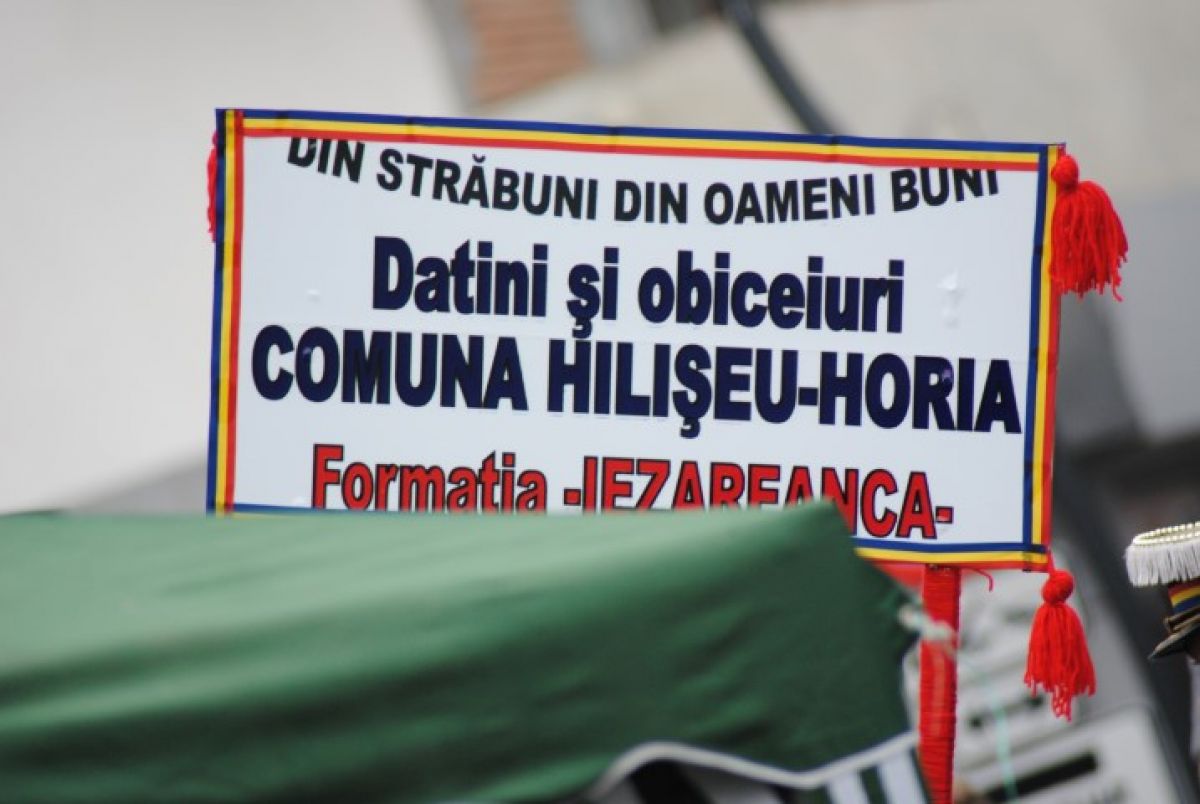 DIN STRĂBUNI DIN OAMENI BUNI
Datini şi obiceiuri
COMUNA HILIŞEU-HORIA
Formatia -IEZAREANCA-